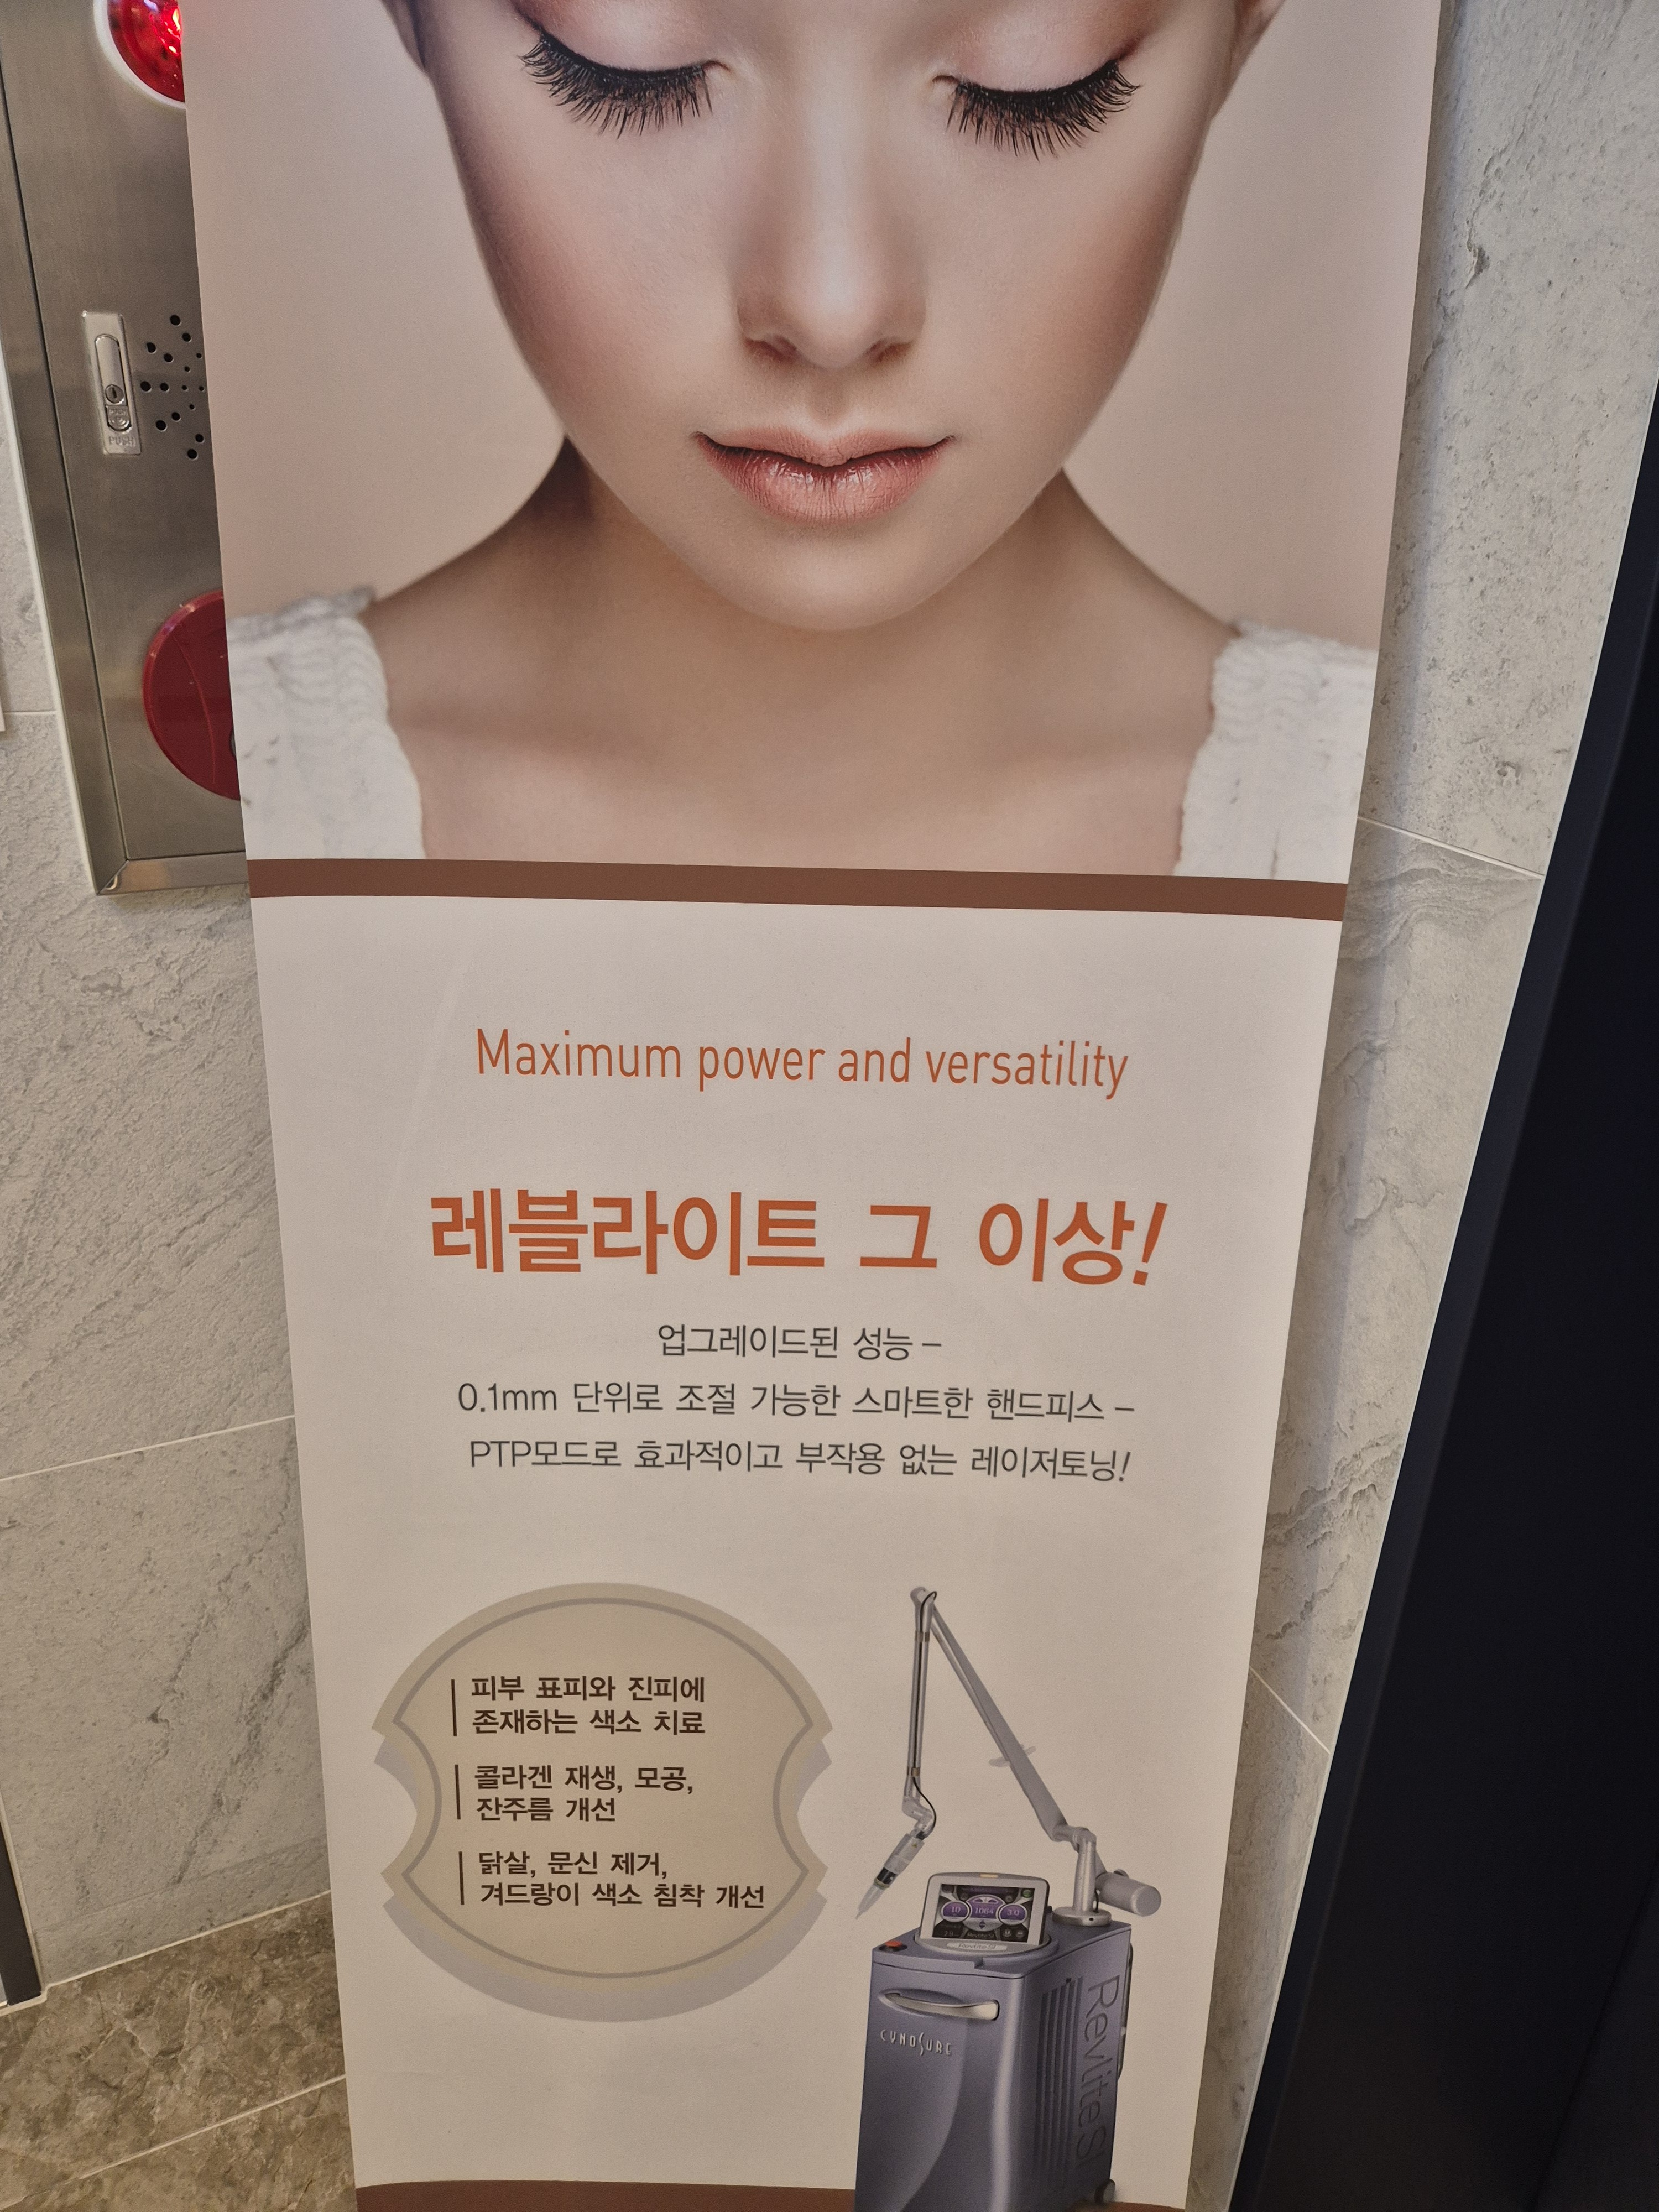 PUSH
Maximum power and versatility
레블라이트 그 이상!
업그레이드된 성능 –
0.1mm 단위로 조절 가능한 스마트한 핸드피스 –
PTP모드로 효과적이고 부작용 없는 레이저토닝!
피부 표피와 진피에
존재하는 색소 치료
콜라겐 재생, 모공,
잔주름 개선
닭살, 문신 제거,
겨드랑이 색소 침착 개선
10 1064 3.0
CYNOSURE
Revlite SI